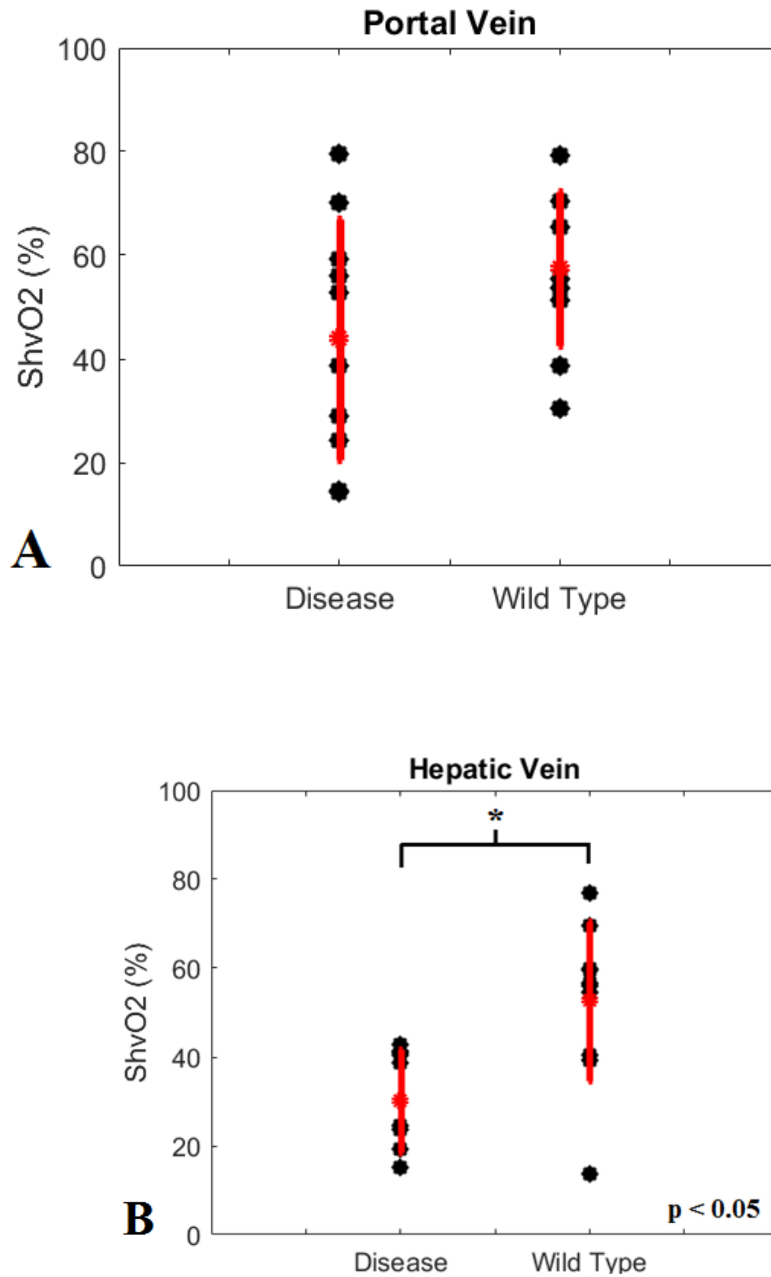 Portal Vein
100
80
60
40
20
0
ShvO2 (%)
A
Disease Wild Type
Hepatic Vein
100
80
60
40
20
0
ShvO2 (%)
*
B
p < 0.05
Disease Wild Type